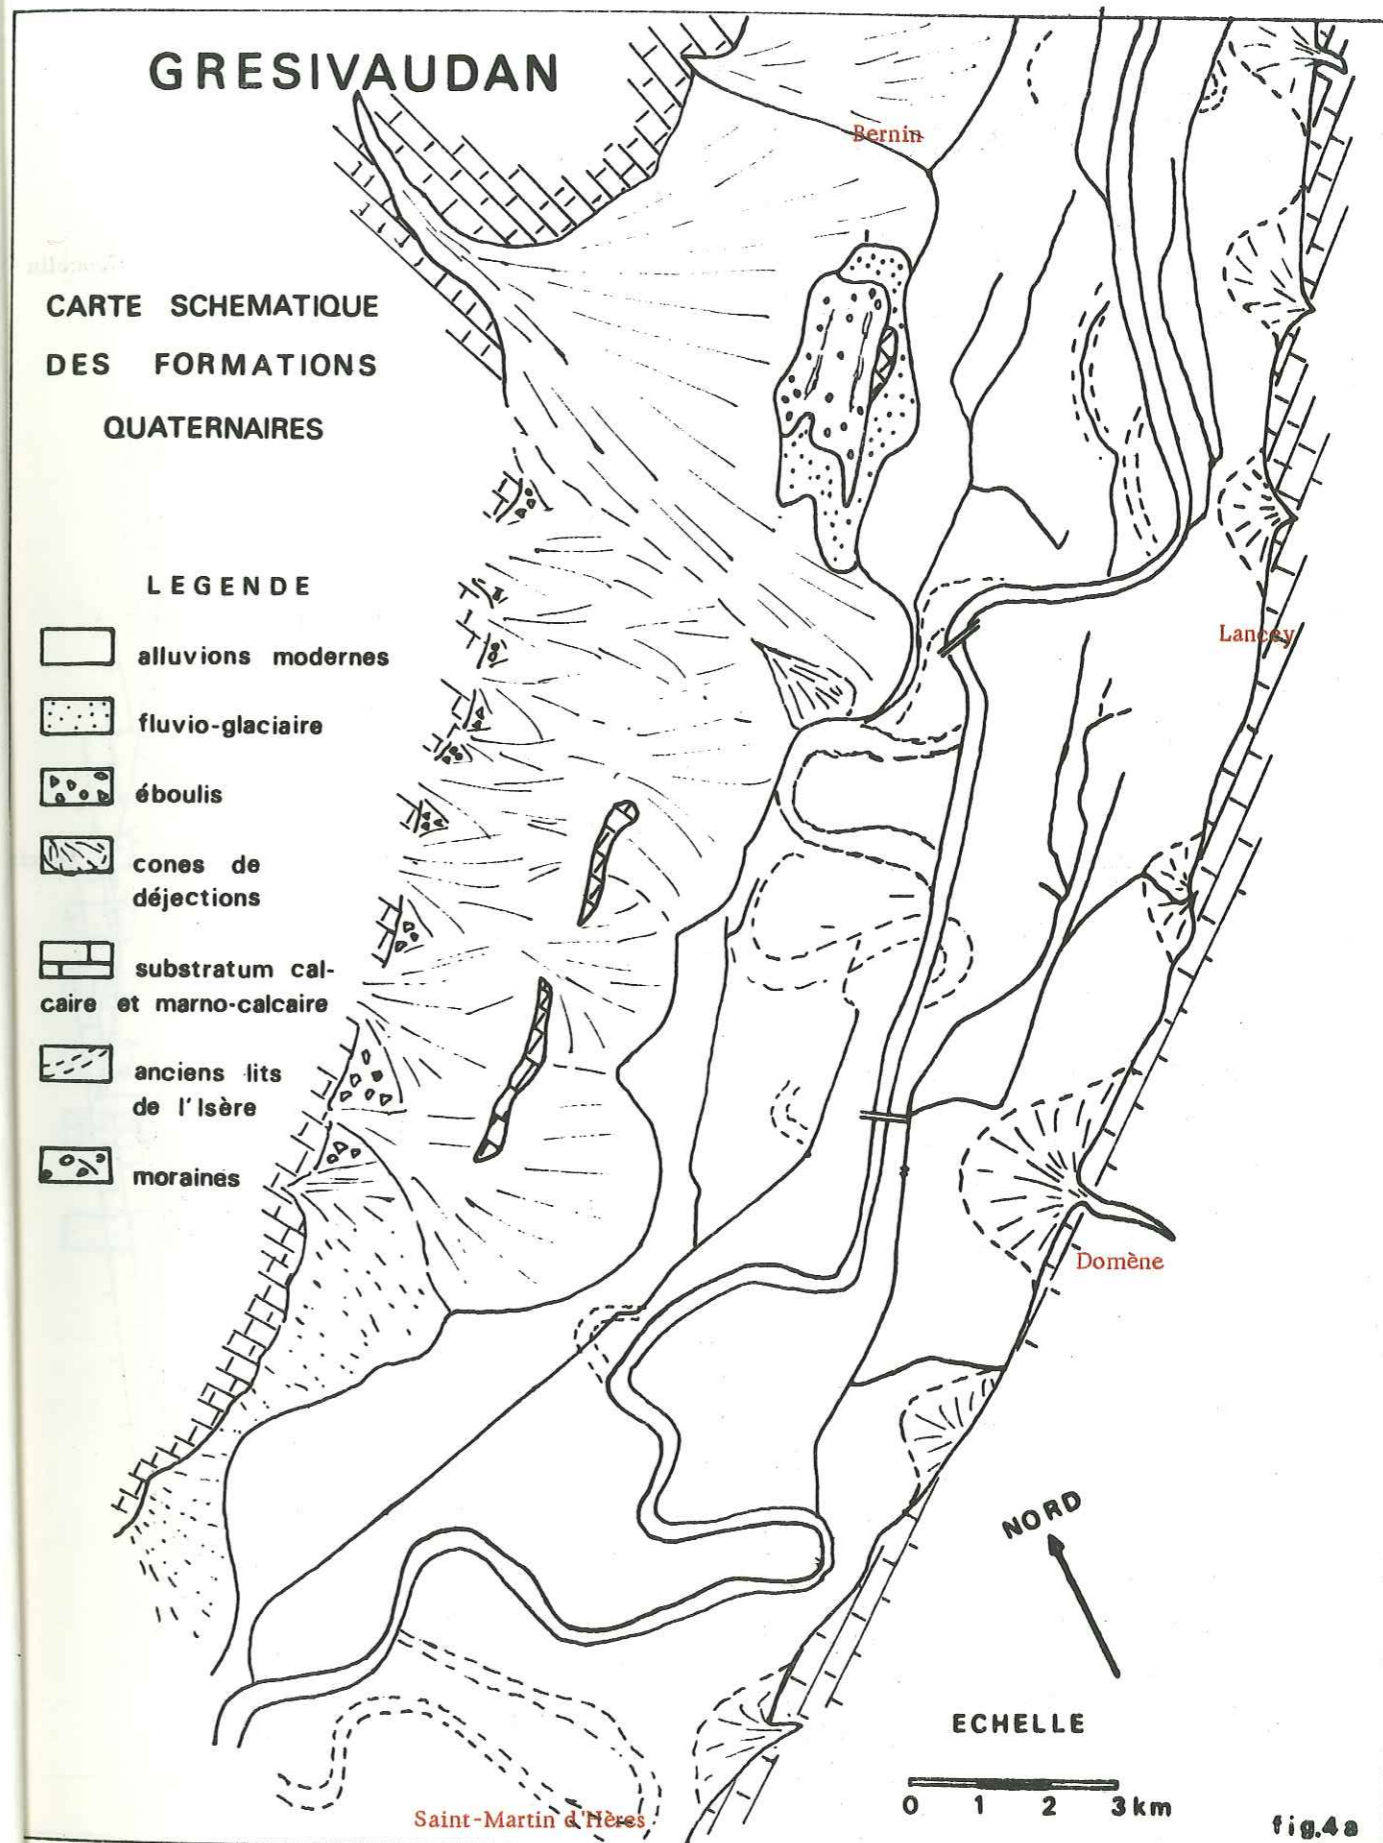 GRESIVAUDAN
Bernin
CARTE SCHEMATIQUE
DES FORMATIONS
QUATERNAIRES
LEGENDE
alluvions modernes
fluvio-glaciaire
éboulis
cones de
déjections
substratum cal-
caire et marno-calcaire
anciens lits
de l'Isère
moraines
Lancey
Domène
NORD
ECHELLE
0 1 2 3 km
Saint-Martin d'Hères
fig.4a